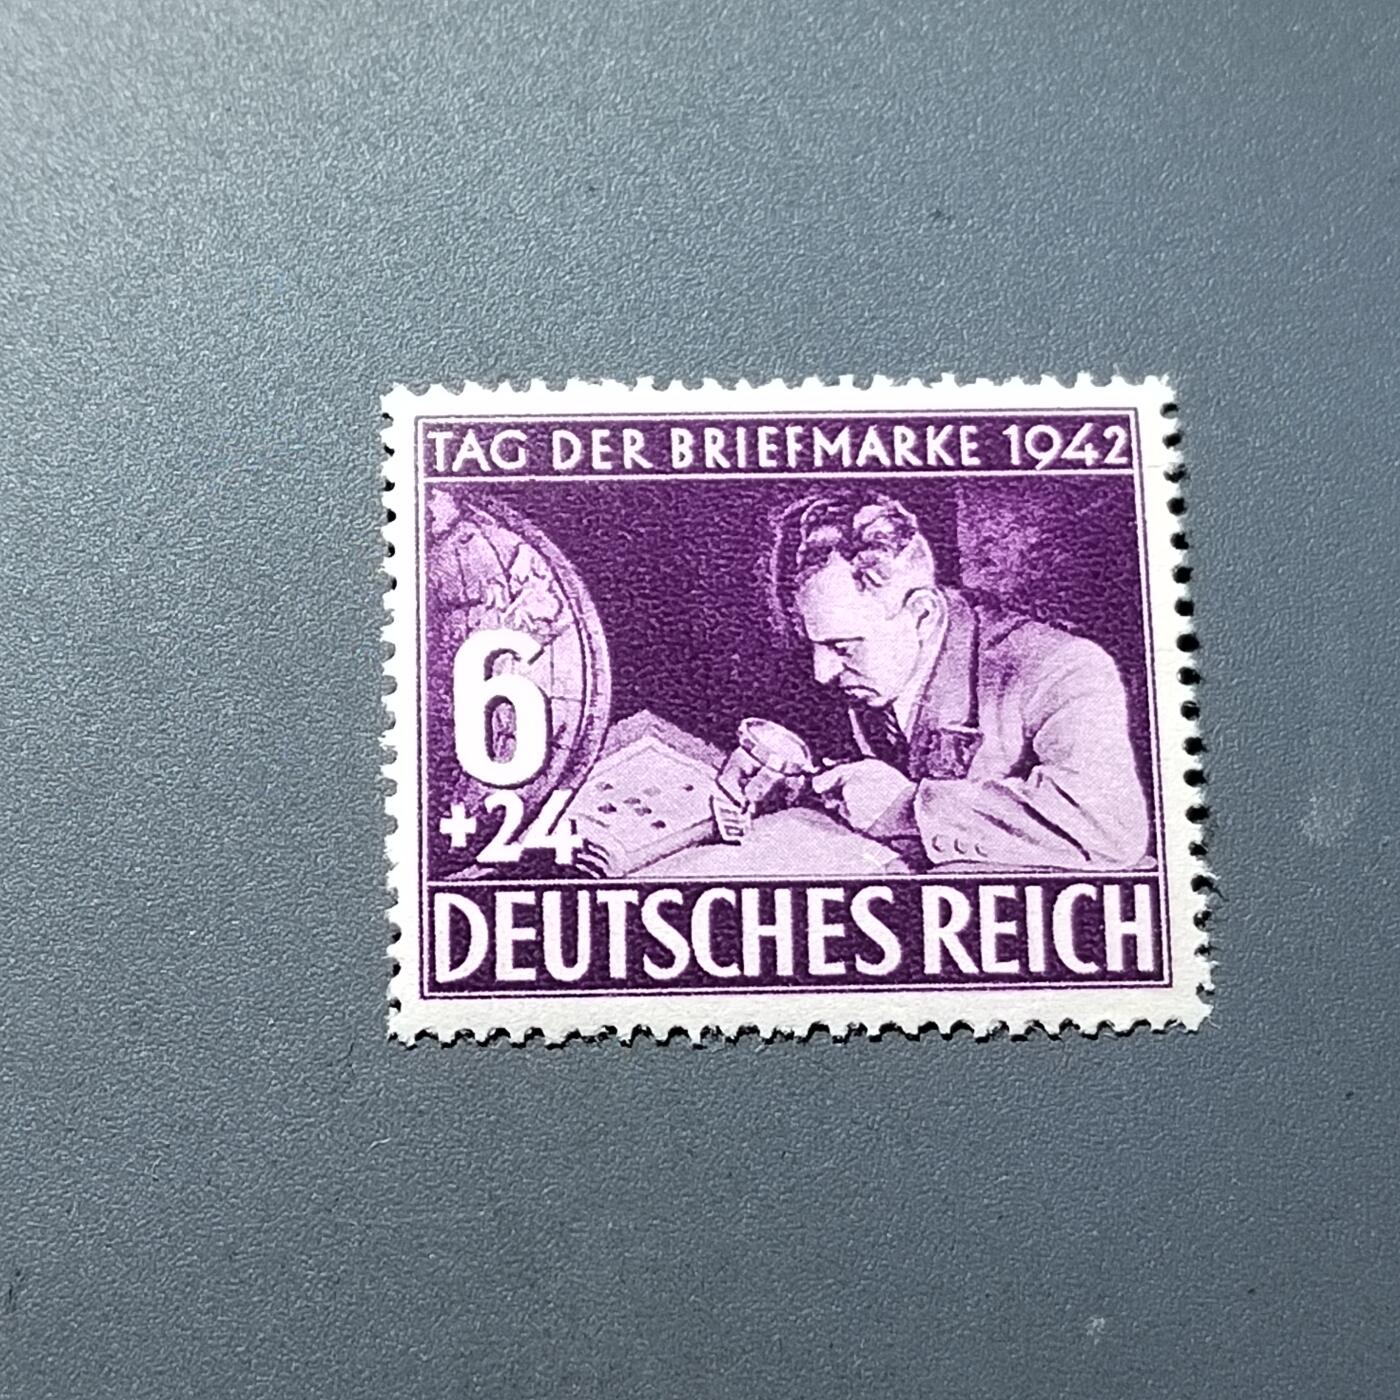 TAG DER BRIEFMARKE 1942
6
+24
DEUTSCHES REICH